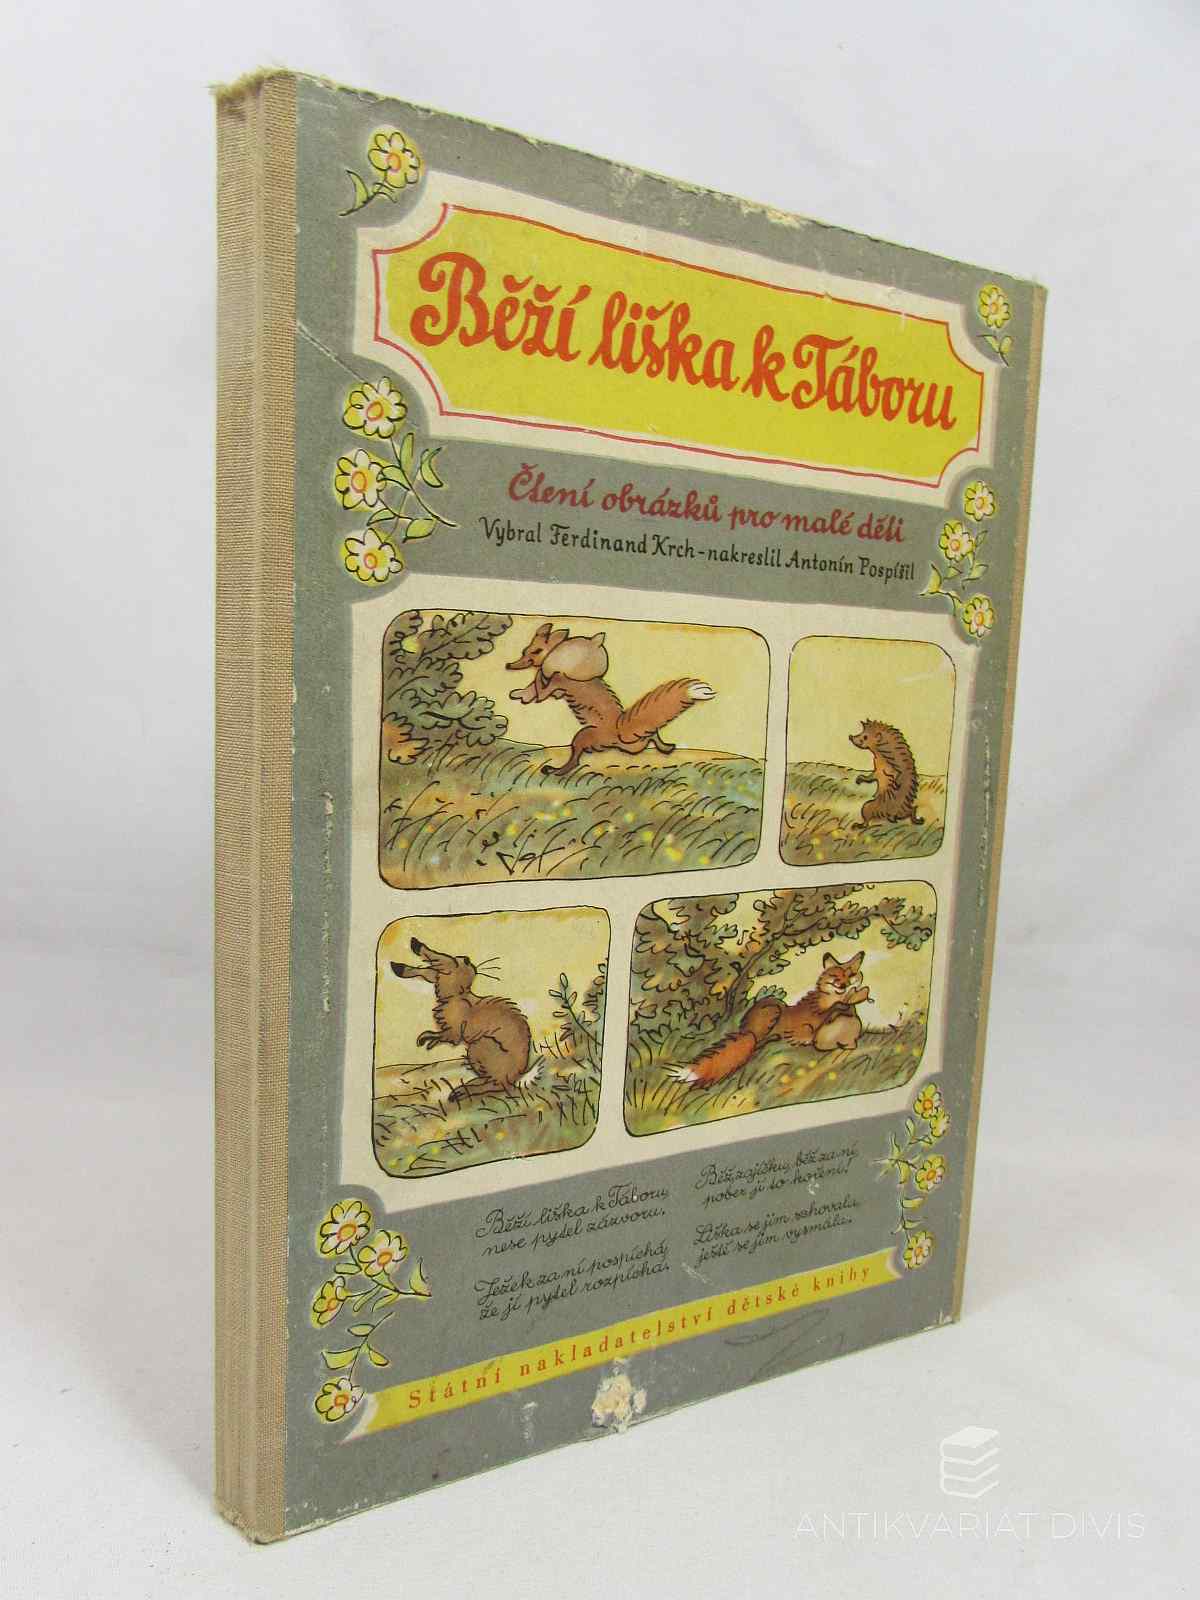 Běží liška k Táboru
Čtení obrázků pro malé děti
Vybral Ferdinand Krch - nakreslil Antonín Pospíšil
Běží liška k Táboru,
nese pytel zázvoru.
Ježek za ní pospíchá,
že jí pytel rozpíchá.
Běž, zajíčku, běž za ní,
pober jí to koření!
Liška se jim schovala,
ještě se jim vysmála.
Státní nakladatelství dětské knihy
ANTIKVARIAT DIVIS